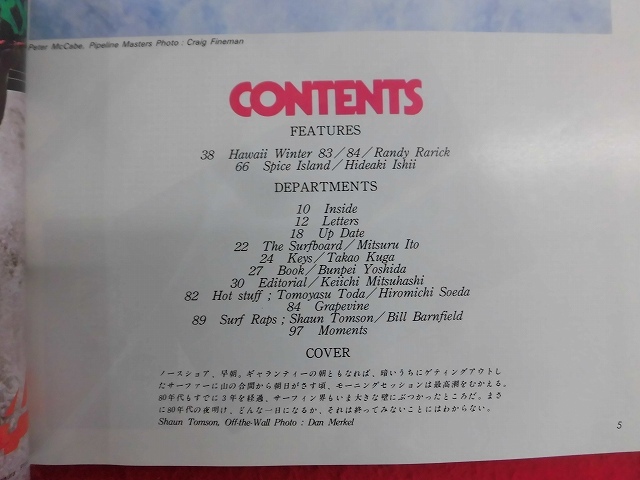 Peter McCabe, Pipeline Masters Photo : Craig Fineman
CONTENTS
FEATURES
38 Hawaii Winter 83/84/Randy Rarick
66 Spice Island/Hideaki Ishii
DEPARTMENTS
10 Inside
12 Letters
18 Up Date
22 The Surfboard/Mitsuru Ito
24 Keys/Takao Kuga
27 Book/Bunpei Yoshida
30 Editorial/Keiichi Mitsuhashi
82 Hot stuff ; Tomoyasu Toda/Hiromichi Soeda
84 Grapevine
89 Surf Raps ; Shaun Tomson/Bill Barnfield
97 Moments
COVER
ノースショア、早朝。ギャランティーの朝ともなれば、暗いうちにゲティングアウトし
たサーファーに山の合間から朝日がさす頃、モーニングセッションは最高潮をむかえる。
80年代もすでに3年を経過、サーフィン界もいま大きな壁にぶつかったところだ。まさ
に80年代の夜明け、どんな一日になるか、それは終ってみないことにはわからない。
Shaun Tomson, Off-the-Wall Photo : Dan Merkel
5